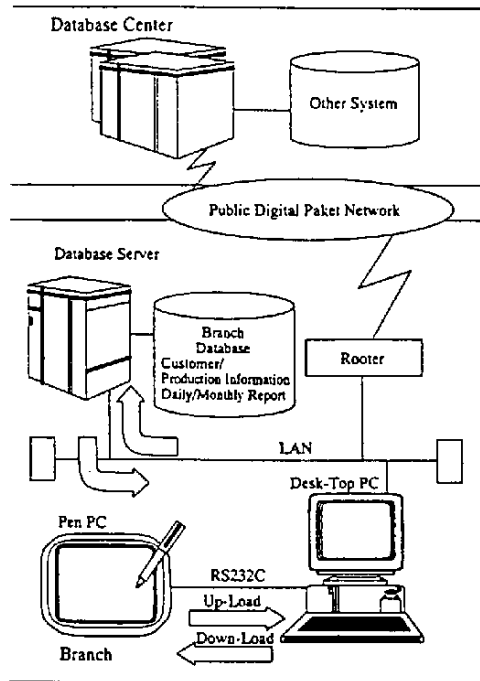 Database Center
Other System
Public Digital Paket Network
Database Server
Branch
Database
Customer/
Production Information
Daily/Monthly Report
Rooter
LAN
Desk-Top PC
Pen PC
RS232C
Up-Load
Down-Load
Branch